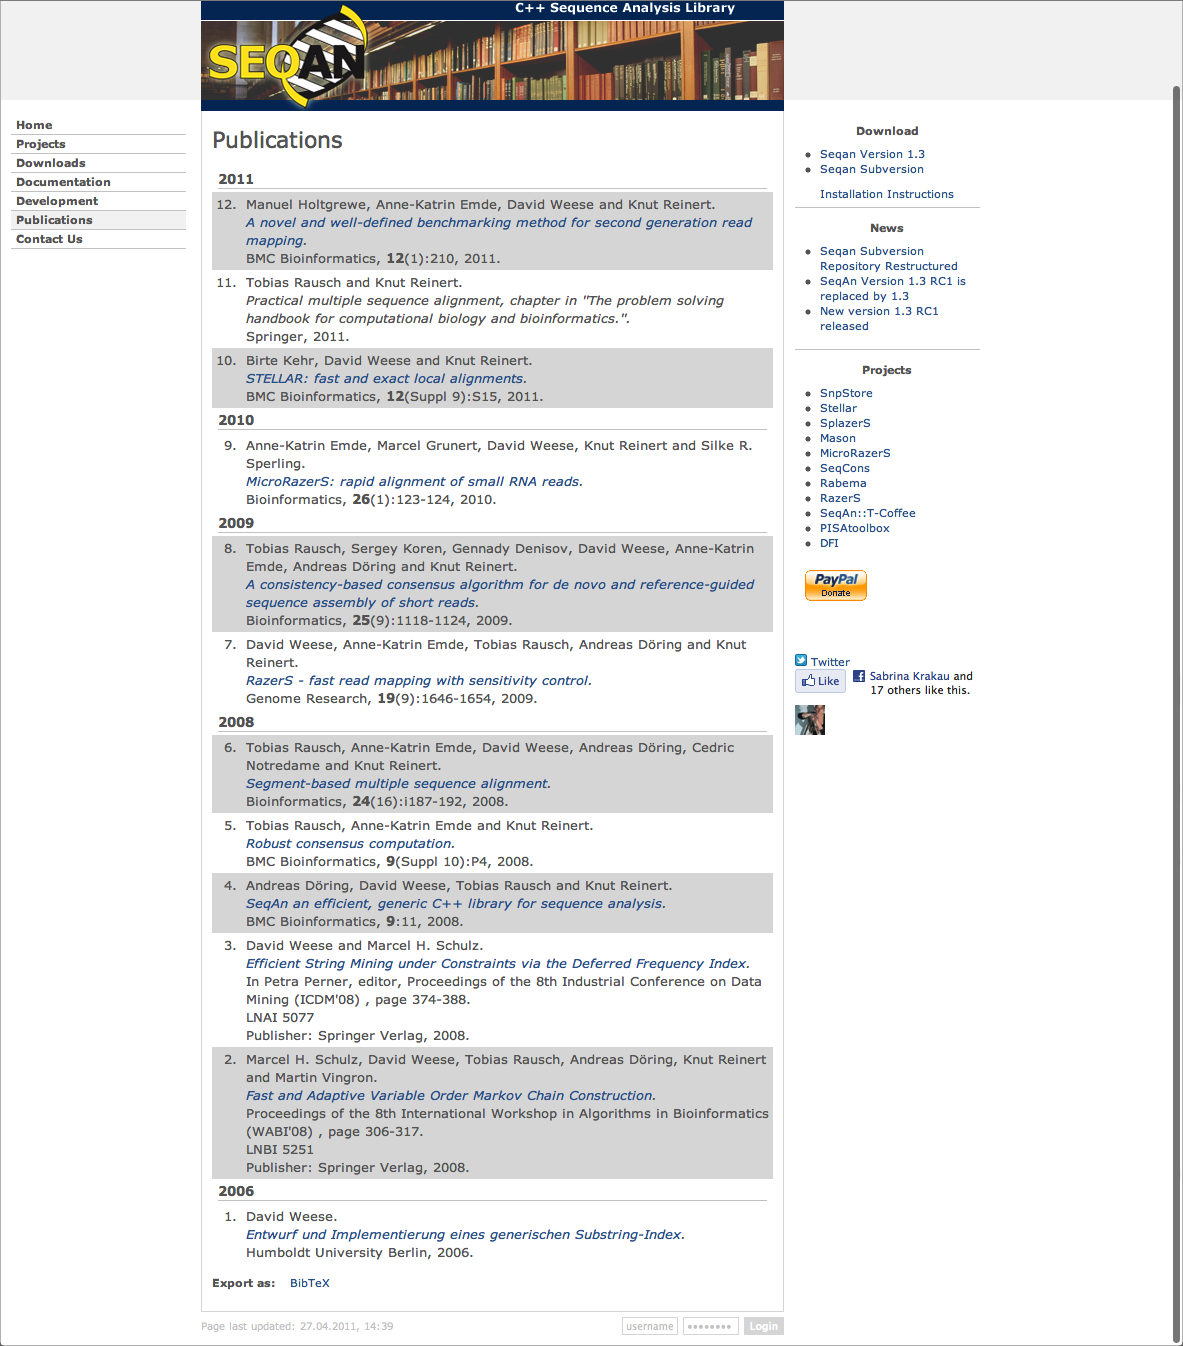 C++ Sequence Analysis Library
SEQAN
Home
Projects
Downloads
Documentation
Development
Publications
Contact Us
Publications
2011
12. Manuel Holtgrewe, Anne-Katrin Emde, David Weese and Knut Reinert.
A novel and well-defined benchmarking method for second generation read
mapping.
BMC Bioinformatics, 12(1):210, 2011.
11. Tobias Rausch and Knut Reinert.
Practical multiple sequence alignment, chapter in "The problem solving
handbook for computational biology and bioinformatics.".
Springer, 2011.
10. Birte Kehr, David Weese and Knut Reinert.
STELLAR: fast and exact local alignments.
BMC Bioinformatics, 12(Suppl 9):S15, 2011.
2010
9. Anne-Katrin Emde, Marcel Grunert, David Weese, Knut Reinert and Silke R.
Sperling.
MicroRazerS: rapid alignment of small RNA reads.
Bioinformatics, 26(1):123-124, 2010.
2009
8. Tobias Rausch, Sergey Koren, Gennady Denisov, David Weese, Anne-Katrin
Emde, Andreas Döring and Knut Reinert.
A consistency-based consensus algorithm for de novo and reference-guided
sequence assembly of short reads.
Bioinformatics, 25(9):1118-1124, 2009.
7. David Weese, Anne-Katrin Emde, Tobias Rausch, Andreas Döring and Knut
Reinert.
RazerS - fast read mapping with sensitivity control.
Genome Research, 19(9):1646-1654, 2009.
2008
6. Tobias Rausch, Anne-Katrin Emde, David Weese, Andreas Döring, Cedric
Notredame and Knut Reinert.
Segment-based multiple sequence alignment.
Bioinformatics, 24(16):i187-192, 2008.
5. Tobias Rausch, Anne-Katrin Emde and Knut Reinert.
Robust consensus computation.
BMC Bioinformatics, 9(Suppl 10):P4, 2008.
4. Andreas Döring, David Weese, Tobias Rausch and Knut Reinert.
SeqAn an efficient, generic C++ library for sequence analysis.
BMC Bioinformatics, 9:11, 2008.
3. David Weese and Marcel H. Schulz.
Efficient String Mining under Constraints via the Deferred Frequency Index.
In Petra Perner, editor, Proceedings of the 8th Industrial Conference on Data
Mining (ICDM'08) , page 374-388.
LNAI 5077
Publisher: Springer Verlag, 2008.
2. Marcel H. Schulz, David Weese, Tobias Rausch, Andreas Döring, Knut Reinert
and Martin Vingron.
Fast and Adaptive Variable Order Markov Chain Construction.
Proceedings of the 8th International Workshop in Algorithms in Bioinformatics
(WABI'08) , page 306-317.
LNBI 5251
Publisher: Springer Verlag, 2008.
2006
1. David Weese.
Entwurf und Implementierung eines generischen Substring-Index.
Humboldt University Berlin, 2006.
Export as: BibTeX
Download
Seqan Version 1.3
Seqan Subversion
Installation Instructions
News
Seqan Subversion
Repository Restructured
SeqAn Version 1.3 RC1 is
replaced by 1.3
New version 1.3 RC1
released
Projects
SnpStore
Stellar
SplazerS
Mason
MicroRazerS
SeqCons
Rabema
RazerS
SeqAn::T-Coffee
PISAtoolbox
DFI
PayPal
Donate
Twitter
Like
Sabrina Krakau and
17 others like this.
Page last updated: 27.04.2011, 14:39
username •••••••• Login